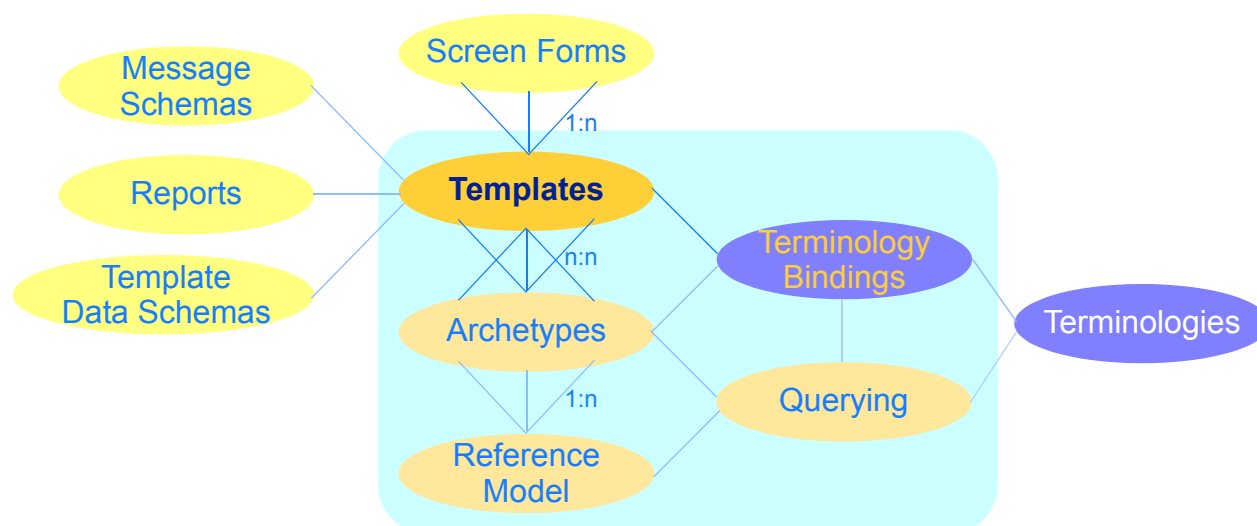 Screen Forms
Message
Schemas
1:n
Reports
Templates
Template
Data Schemas
n:n
Terminology
Bindings
Archetypes
Terminologies
1:n
Querying
Reference
Model